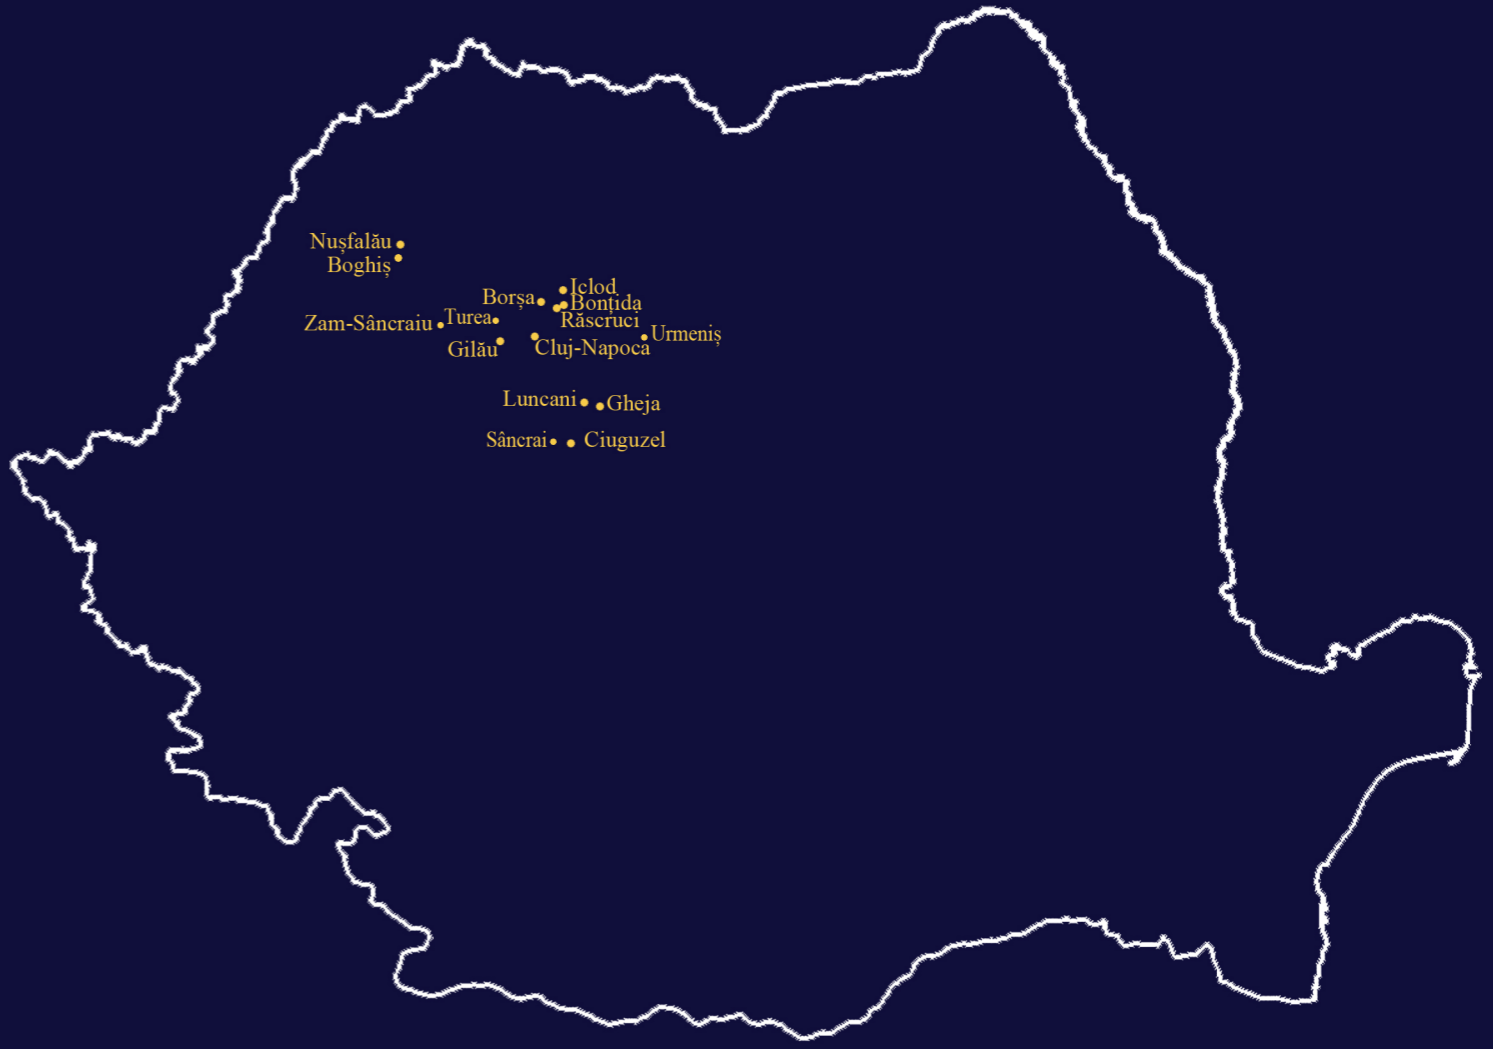 Nușfalău
Boghiș
Iclod
Borșa
Bonțida
Zam-Sâncraiu
Turea
Răscruci
Urmeniș
Gilău
Cluj-Napoca
Luncani
Gheja
Sâncrai
Ciuguzel